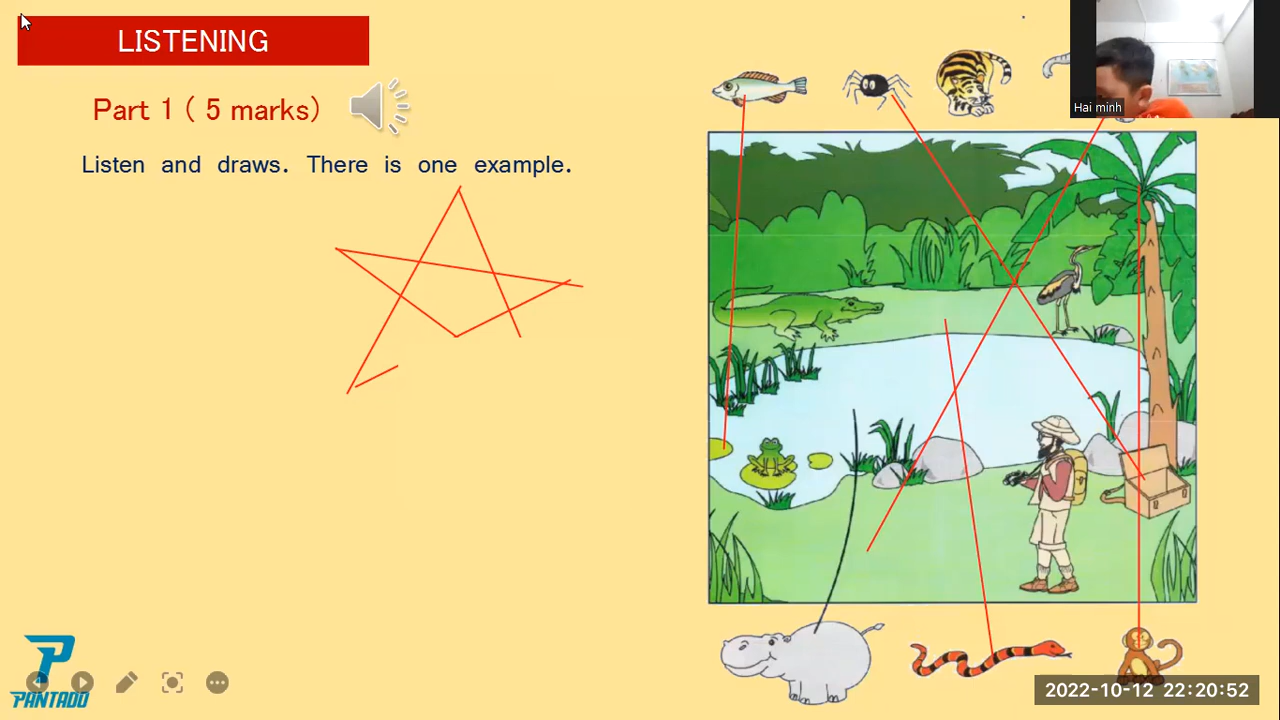 LISTENING
Part 1 ( 5 marks)
Listen and draws. There is one example.
Hai minh
PANTADO
2022-10-12 22:20:52